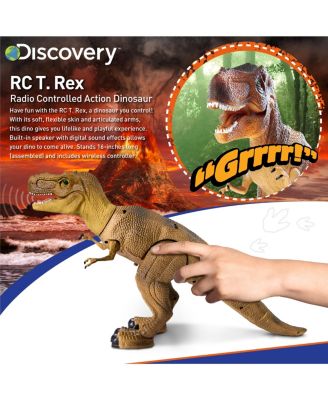 Discovery
RC T. Rex
Radio Controlled Action Dinosaur
Have fun with the RC T. Rex, a dinosaur you control!
With its soft, flexible skin and articulated arms,
this dino gives you lifelike and playful experience.
Built-in speaker with digital sound effects allows
your dino to come alive. Stands 16-inches long
(assembled) and includes wireless controller.
"Grrrr!"